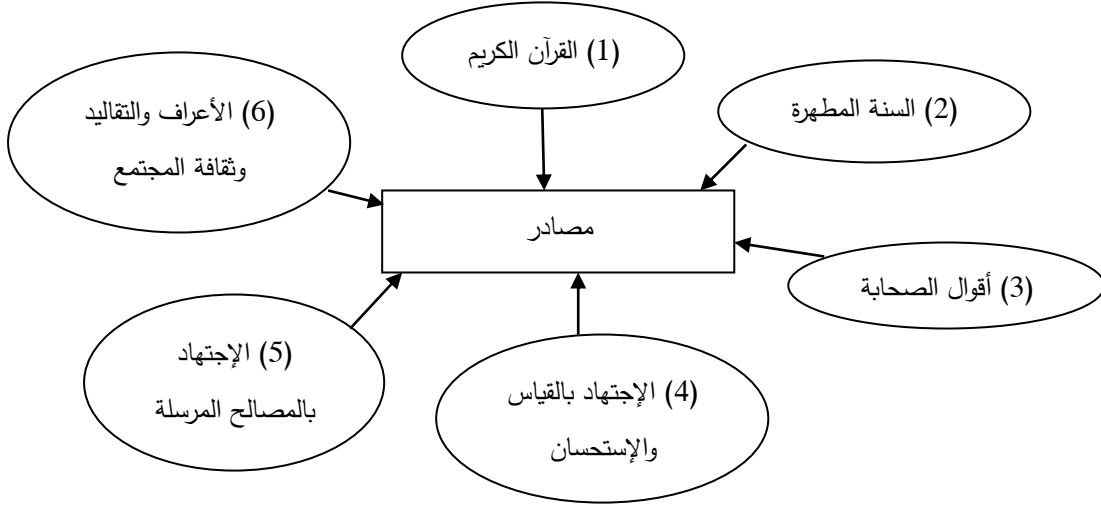 (1) القرآن الكريم
(2) السنة المطهرة
(3) أقوال الصحابة
(4) الإجتهاد بالقياس
والإستحسان
(5) الإجتهاد
بالمصالح المرسلة
(6) الأعراف والتقاليد
وثقافة المجتمع
مصادر